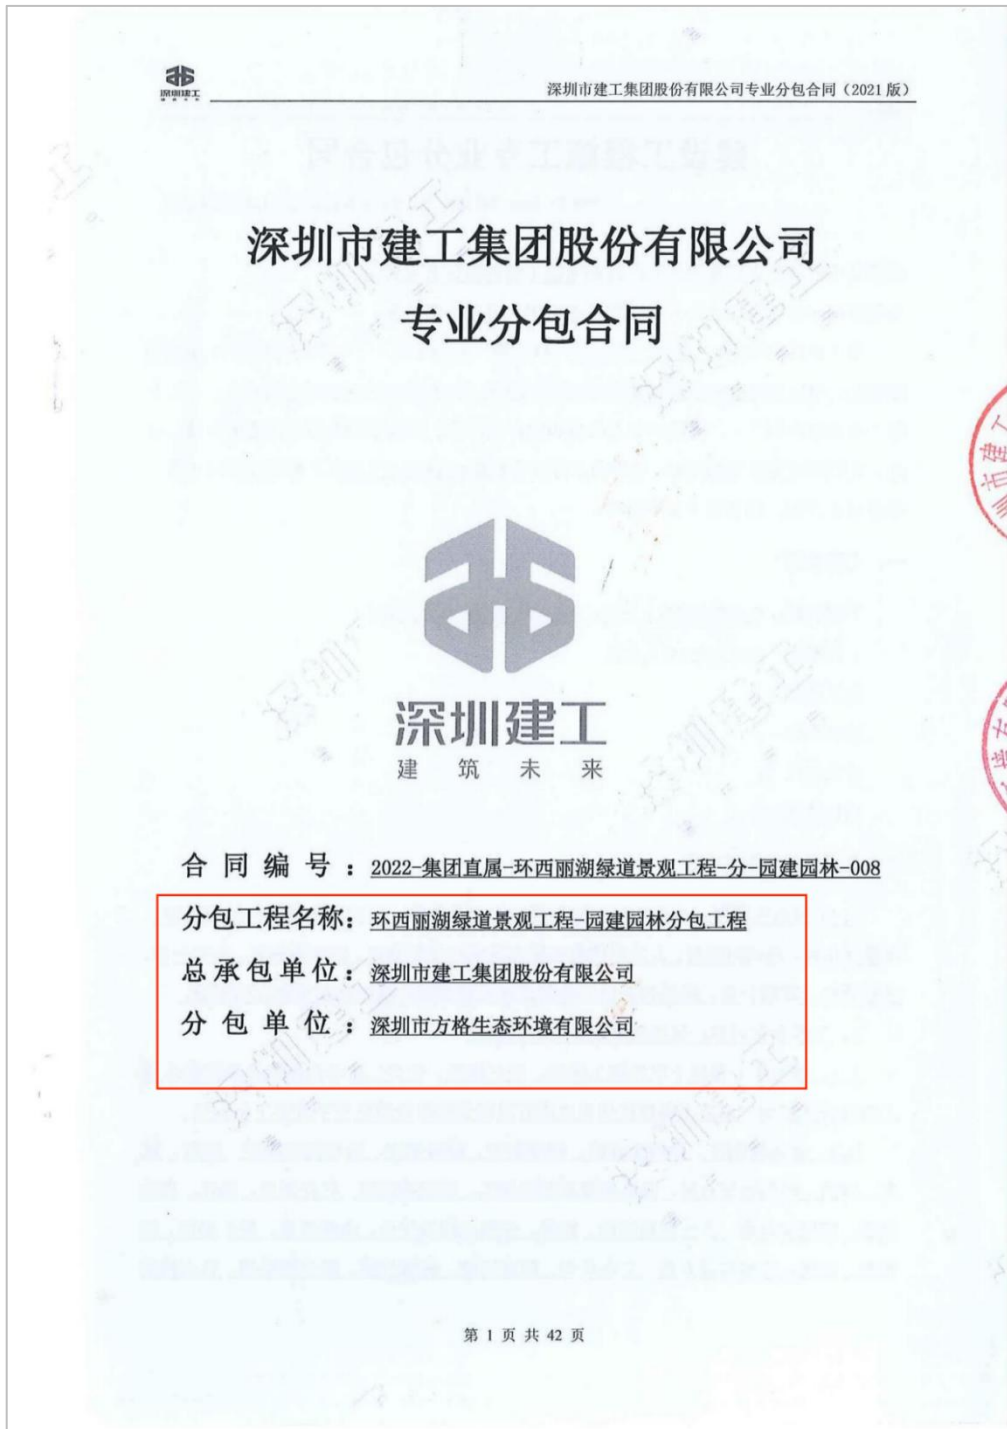 深圳建工
深圳市建工集团股份有限公司专业分包合同（2021 版）
深圳市建工集团股份有限公司
专业分包合同
深圳建工
建筑未来
合同编号：2022-集团直属-环西丽湖绿道景观工程-分-园建园林-008
分包工程名称：环西丽湖绿道景观工程-园建园林分包工程
总承包单位：深圳市建工集团股份有限公司
分包单位：深圳市方格生态环境有限公司
第 1 页 共 42 页